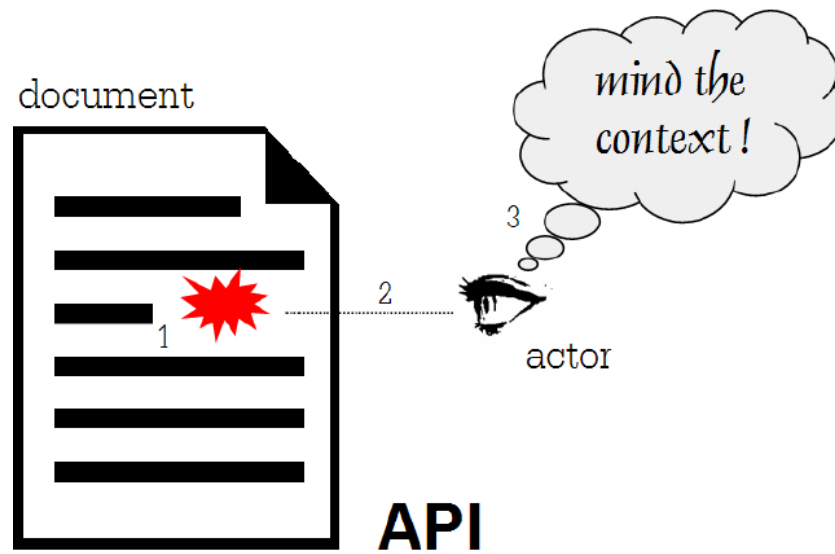 document
mind the
context !
3
2
1
actor
API